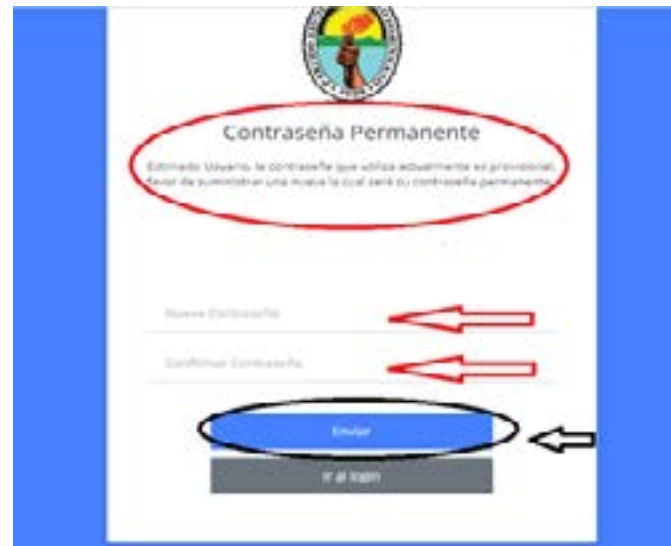 Contraseña Permanente
Estimado Usuario, la contraseña que utiliza actualmente es provisional,
favor de suministrar una nueva la cual será su contraseña permanente.
Nueva Contraseña
Confirmar Contraseña
Enviar
Ir al login